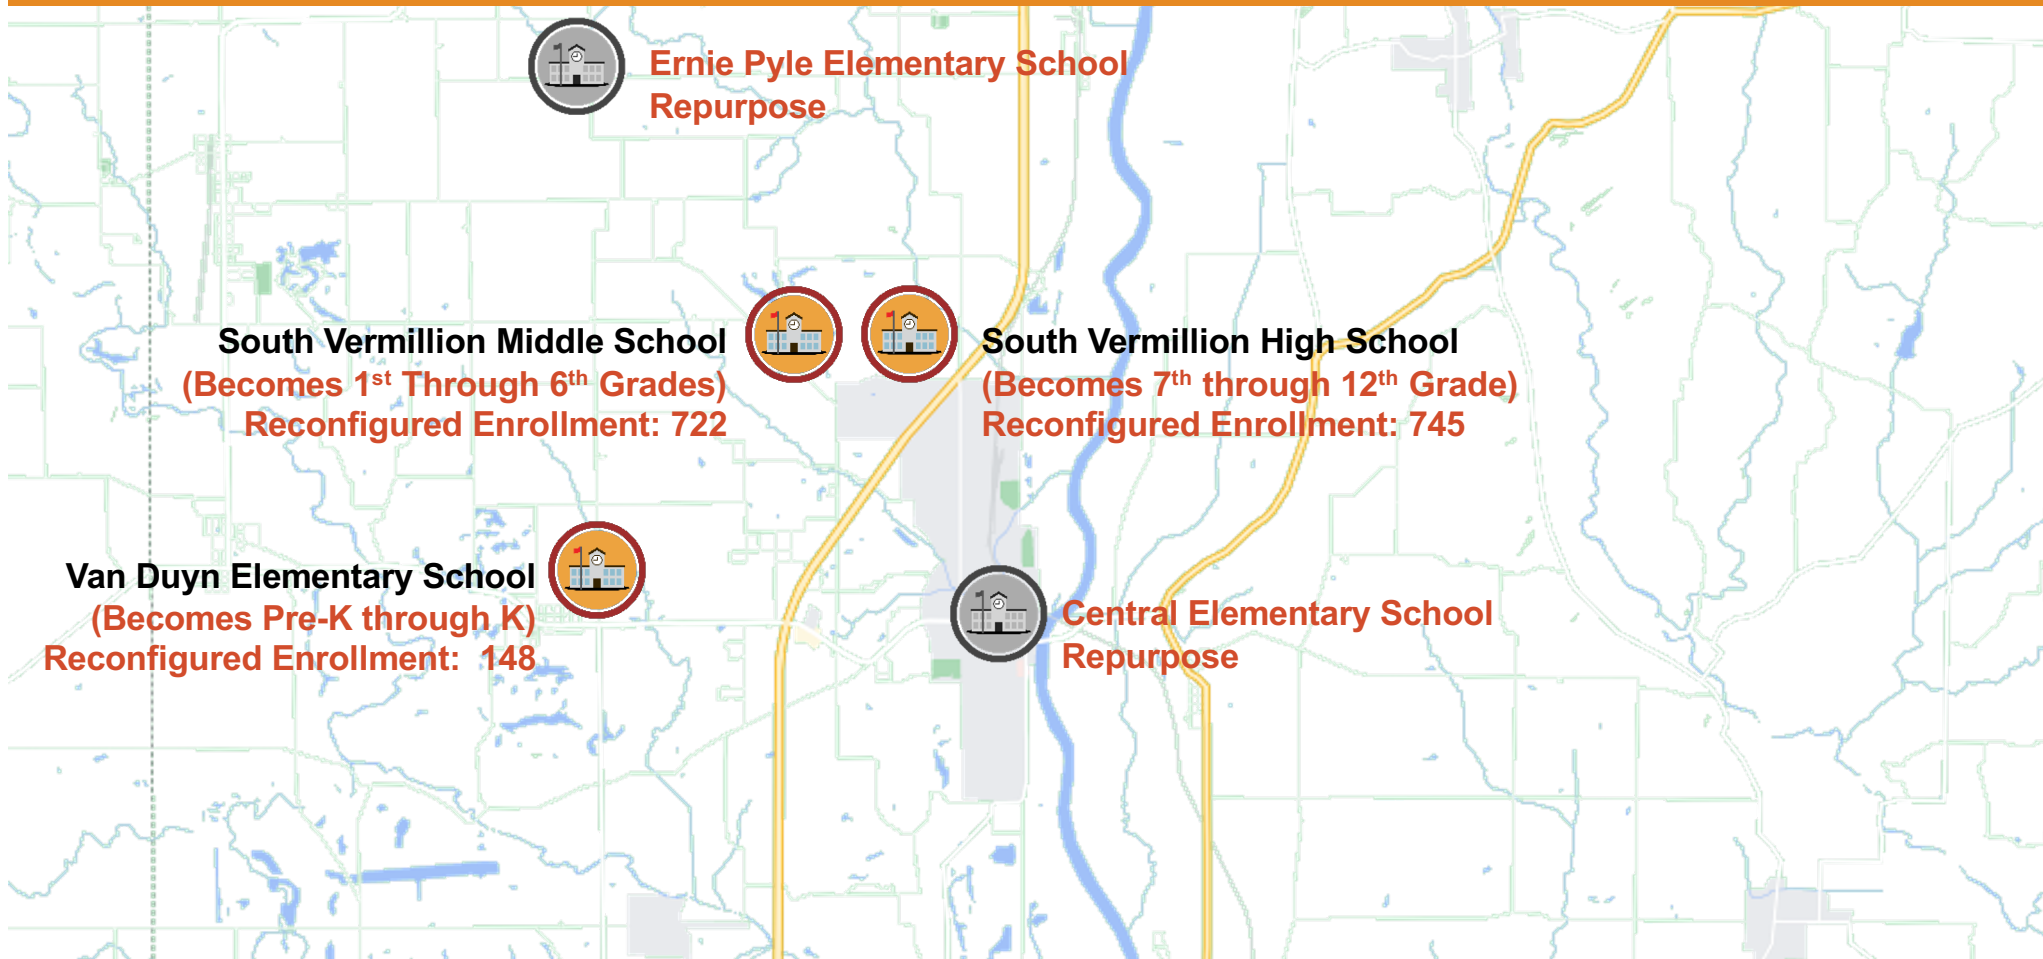 Ernie Pyle Elementary School
Repurpose
South Vermillion Middle School
(Becomes 1st Through 6th Grades)
Reconfigured Enrollment: 722
South Vermillion High School
(Becomes 7th through 12th Grade)
Reconfigured Enrollment: 745
Van Duyn Elementary School
(Becomes Pre-K through K)
Reconfigured Enrollment: 148
Central Elementary School
Repurpose